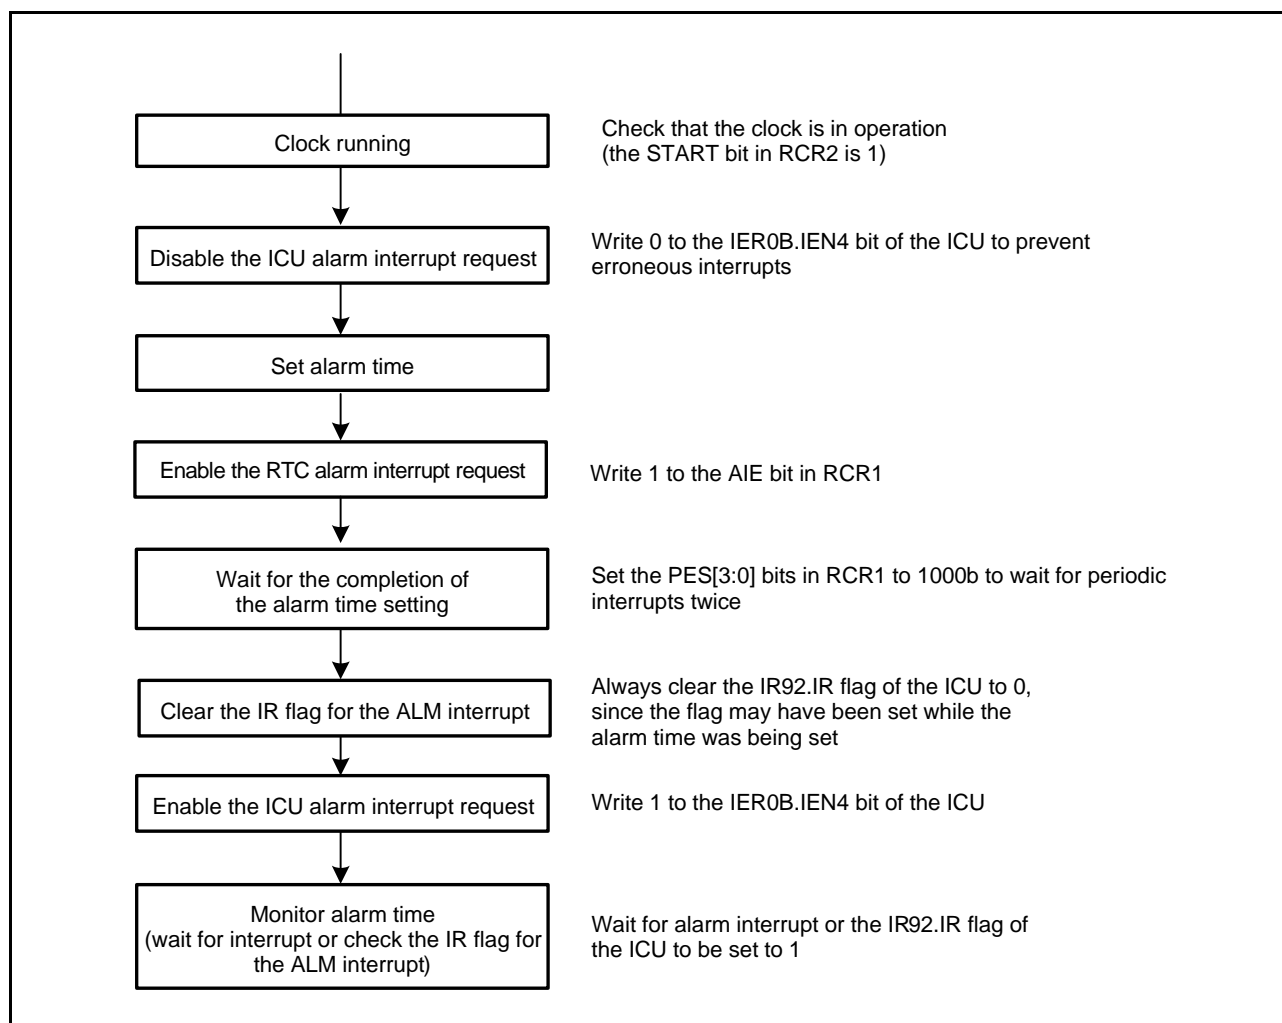 Clock running
Check that the clock is in operation
(the START bit in RCR2 is 1)
Disable the ICU alarm interrupt request
Write 0 to the IER0B.IEN4 bit of the ICU to prevent
erroneous interrupts
Set alarm time
Enable the RTC alarm interrupt request
Write 1 to the AIE bit in RCR1
Wait for the completion of
the alarm time setting
Set the PES[3:0] bits in RCR1 to 1000b to wait for periodic
interrupts twice
Clear the IR flag for the ALM interrupt
Always clear the IR92.IR flag of the ICU to 0,
since the flag may have been set while the
alarm time was being set
Enable the ICU alarm interrupt request
Write 1 to the IER0B.IEN4 bit of the ICU
Monitor alarm time
(wait for interrupt or check the IR flag for
the ALM interrupt)
Wait for alarm interrupt or the IR92.IR flag of
the ICU to be set to 1